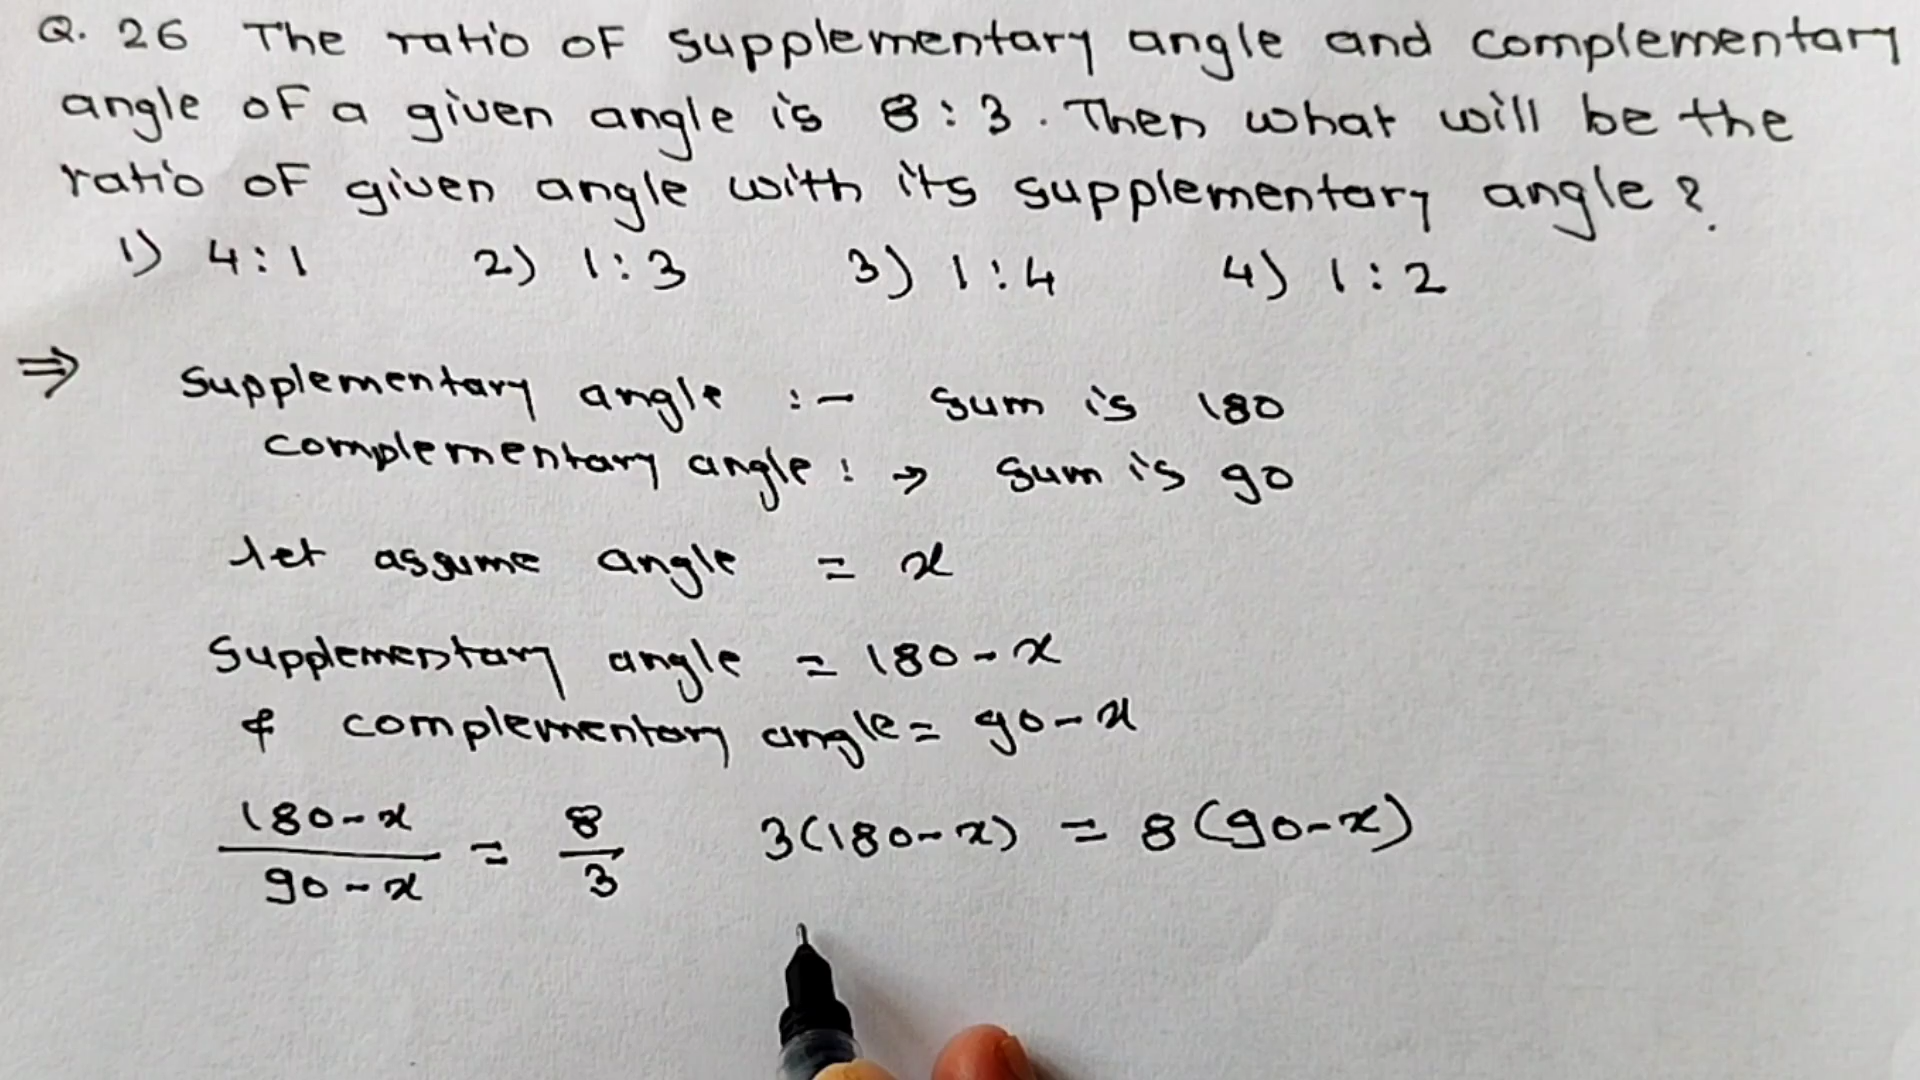 Q. 26 The ratio of supplementary angle and complementary
angle of a given angle is 8 : 3 . Then what will be the
ratio of given angle with its supplementary angle ?
1) 4 : 1 2) 1 : 3 3) 1 : 4 4) 1 : 2
⇒ supplementary angle :- sum is 180
complementary angle : → sum is 90
let assume angle = x
supplementary angle = 180 - x
& complementary angle = 90 - x
180-x / 90-x = 8/3 3(180-x) = 8(90-x)